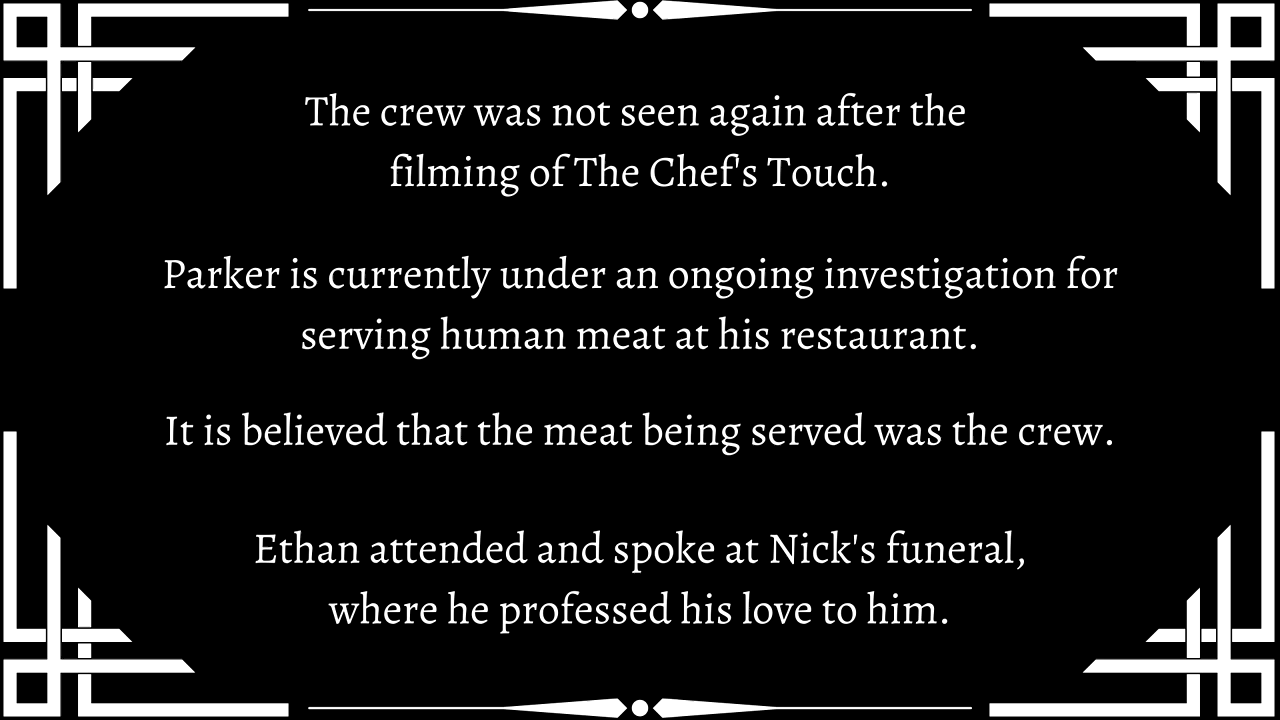 The crew was not seen again after the
filming of The Chef's Touch.
Parker is currently under an ongoing investigation for
serving human meat at his restaurant.
It is believed that the meat being served was the crew.
Ethan attended and spoke at Nick's funeral,
where he professed his love to him.